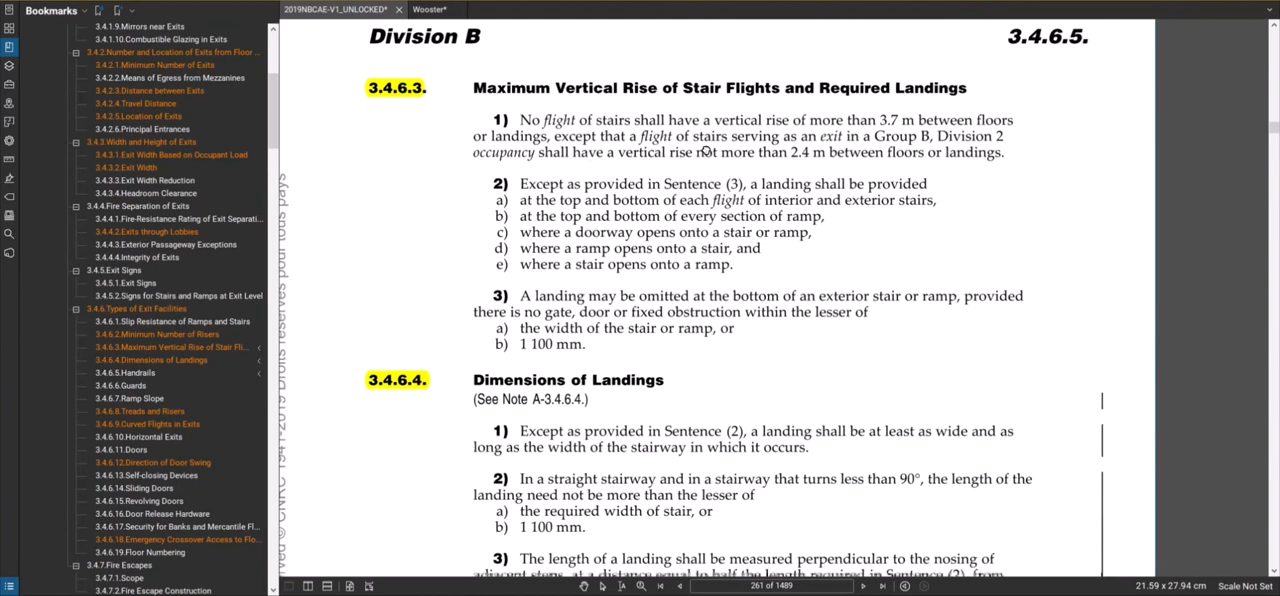 Bookmarks
2019NBCAE-V1_UNLOCKED*
Wooster*
3.4.1.9.Mirrors near Exits
3.4.1.10.Combustible Glazing in Exits
3.4.2.Number and Location of Exits from Floor ...
3.4.2.1.Minimum Number of Exits
3.4.2.2.Means of Egress from Mezzanines
3.4.2.3.Distance between Exits
3.4.2.4.Travel Distance
3.4.2.5.Location of Exits
3.4.2.6.Principal Entrances
3.4.3.Width and Height of Exits
3.4.3.1.Exit Width Based on Occupant Load
3.4.3.2.Exit Width
3.4.3.3.Exit Width Reduction
3.4.3.4.Headroom Clearance
3.4.4.Fire Separation of Exits
3.4.4.1.Fire-Resistance Rating of Exit Separati...
3.4.4.2.Exits through Lobbies
3.4.4.3.Exterior Passageway Exceptions
3.4.4.4.Integrity of Exits
3.4.5.Exit Signs
3.4.5.1.Exit Signs
3.4.5.2.Signs for Stairs and Ramps at Exit Level
3.4.6.Types of Exit Facilities
3.4.6.1.Slip Resistance of Ramps and Stairs
3.4.6.2.Minimum Number of Risers
3.4.6.3.Maximum Vertical Rise of Stair Fli...
3.4.6.4.Dimensions of Landings
3.4.6.5.Handrails
3.4.6.6.Guards
3.4.6.7.Ramp Slope
3.4.6.8.Treads and Risers
3.4.6.9.Curved Flights in Exits
3.4.6.10.Horizontal Exits
3.4.6.11.Doors
3.4.6.12.Direction of Door Swing
3.4.6.13.Self-closing Devices
3.4.6.14.Sliding Doors
3.4.6.15.Revolving Doors
3.4.6.16.Door Release Hardware
3.4.6.17.Security for Banks and Mercantile Fl...
3.4.6.18.Emergency Crossover Access to Flo...
3.4.6.19.Floor Numbering
3.4.7.Fire Escapes
3.4.7.1.Scope
3.4.7.2.Fire Escape Construction
Division B
3.4.6.5.
3.4.6.3. Maximum Vertical Rise of Stair Flights and Required Landings
1) No flight of stairs shall have a vertical rise of more than 3.7 m between floors
or landings, except that a flight of stairs serving as an exit in a Group B, Division 2
occupancy shall have a vertical rise not more than 2.4 m between floors or landings.
2) Except as provided in Sentence (3), a landing shall be provided
a) at the top and bottom of each flight of interior and exterior stairs,
b) at the top and bottom of every section of ramp,
c) where a doorway opens onto a stair or ramp,
d) where a ramp opens onto a stair, and
e) where a stair opens onto a ramp.
3) A landing may be omitted at the bottom of an exterior stair or ramp, provided
there is no gate, door or fixed obstruction within the lesser of
a) the width of the stair or ramp, or
b) 1 100 mm.
3.4.6.4. Dimensions of Landings
(See Note A-3.4.6.4.)
1) Except as provided in Sentence (2), a landing shall be at least as wide and as
long as the width of the stairway in which it occurs.
2) In a straight stairway and in a stairway that turns less than 90°, the length of the
landing need not be more than the lesser of
a) the required width of stair, or
b) 1 100 mm.
3) The length of a landing shall be measured perpendicular to the nosing of
adjacent steps, at a distance equal to half the length required in Sentence (2), from
261 of 1489
21.59 x 27.94 cm
Scale Not Set